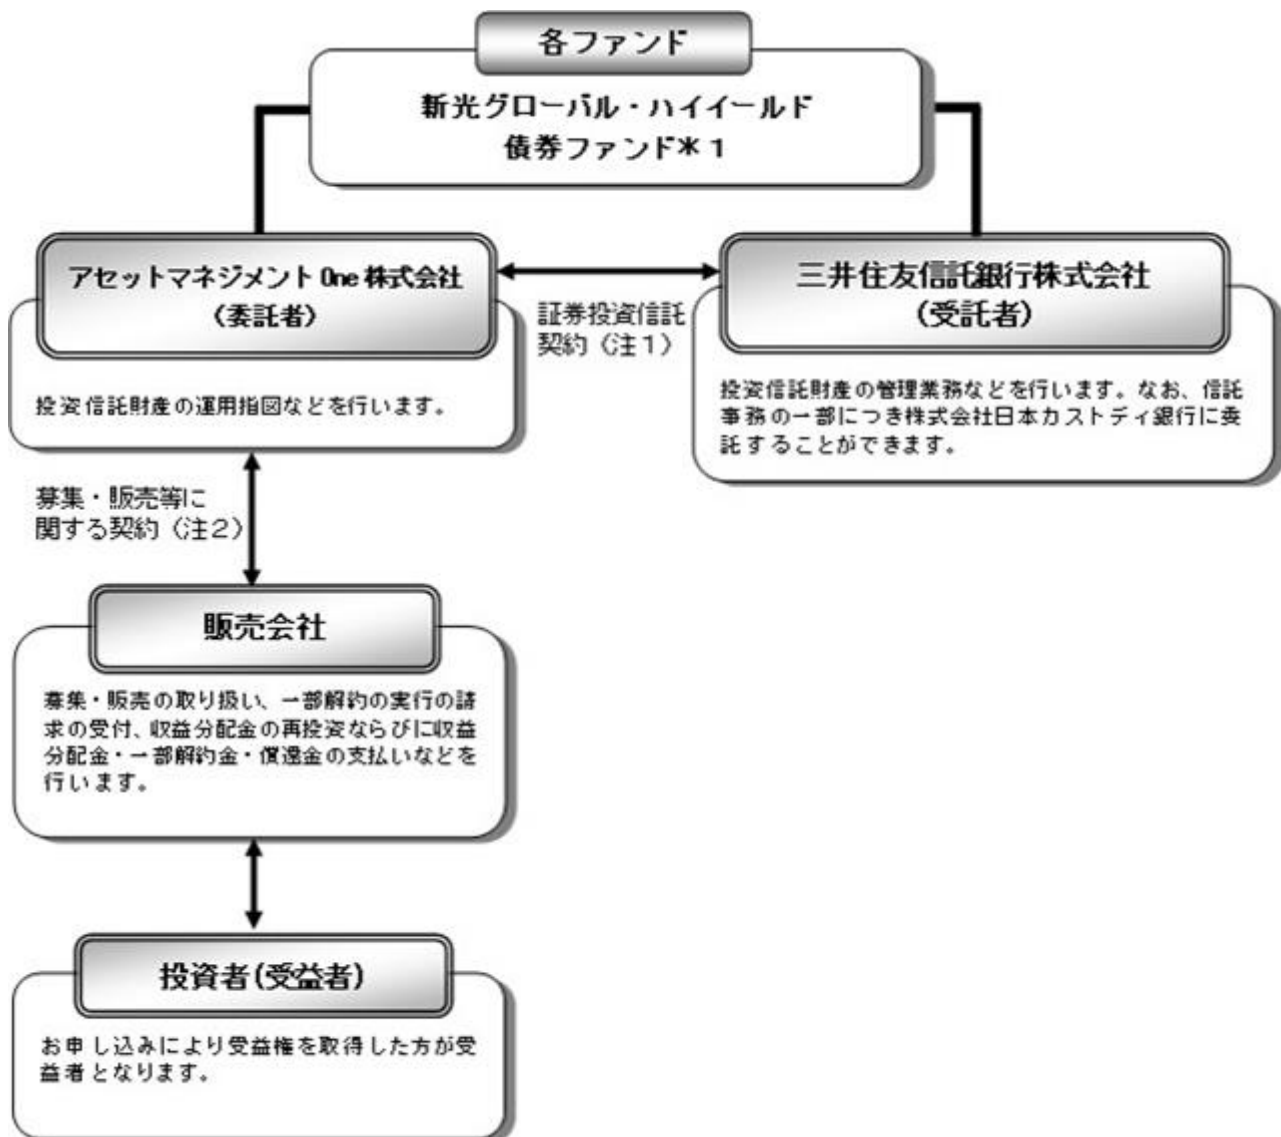 各ファンド
新光グローバル・ハイイールド
債券ファンド＊１
アセットマネジメント One 株式会社
（委託者）
投資信託財産の運用指図などを行います。
証券投資信託
契約（注１）
三井住友信託銀行株式会社
（受託者）
投資信託財産の管理業務などを行います。なお、信託
事務の一部につき株式会社日本カストディ銀行に委
託することができます。
募集・販売等に
関する契約（注２）
販売会社
募集・販売の取り扱い、一部解約の実行の請
求の受付、収益分配金の再投資ならびに収益
分配金・一部解約金・償還金の支払いなどを
行います。
投資者(受益者)
お申し込みにより受益権を取得した方が受
益者となります。